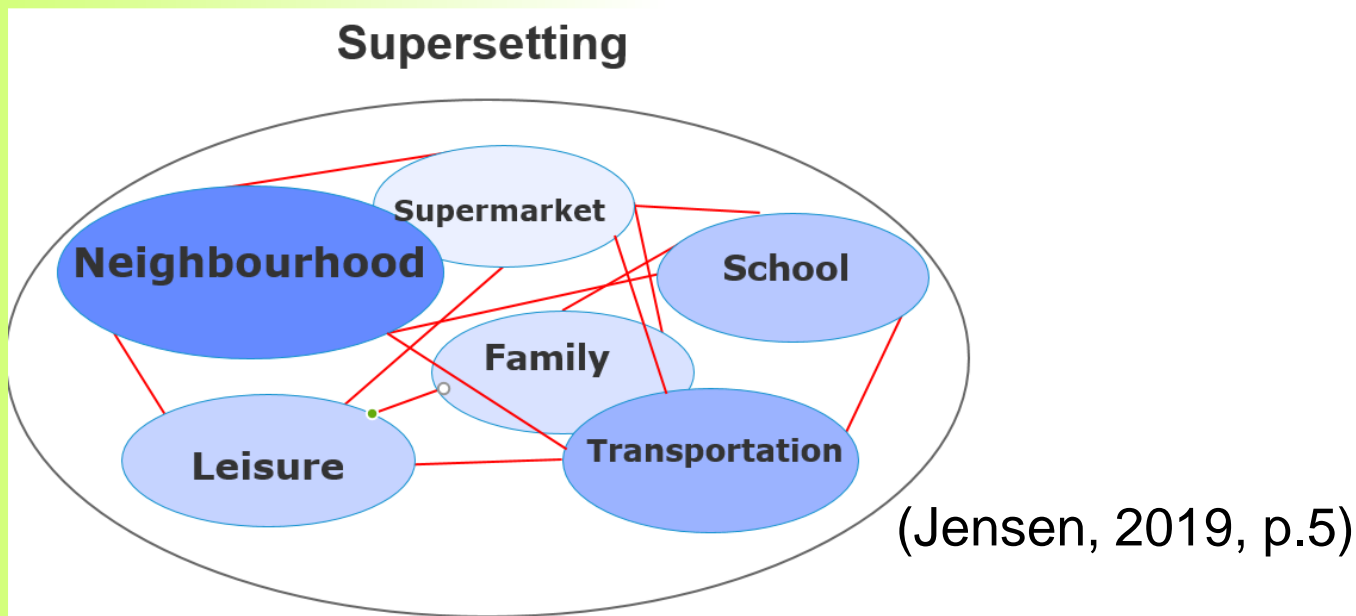 Supersetting
Supermarket
Neighbourhood
School
Family
Transportation
Leisure
(Jensen, 2019, p.5)